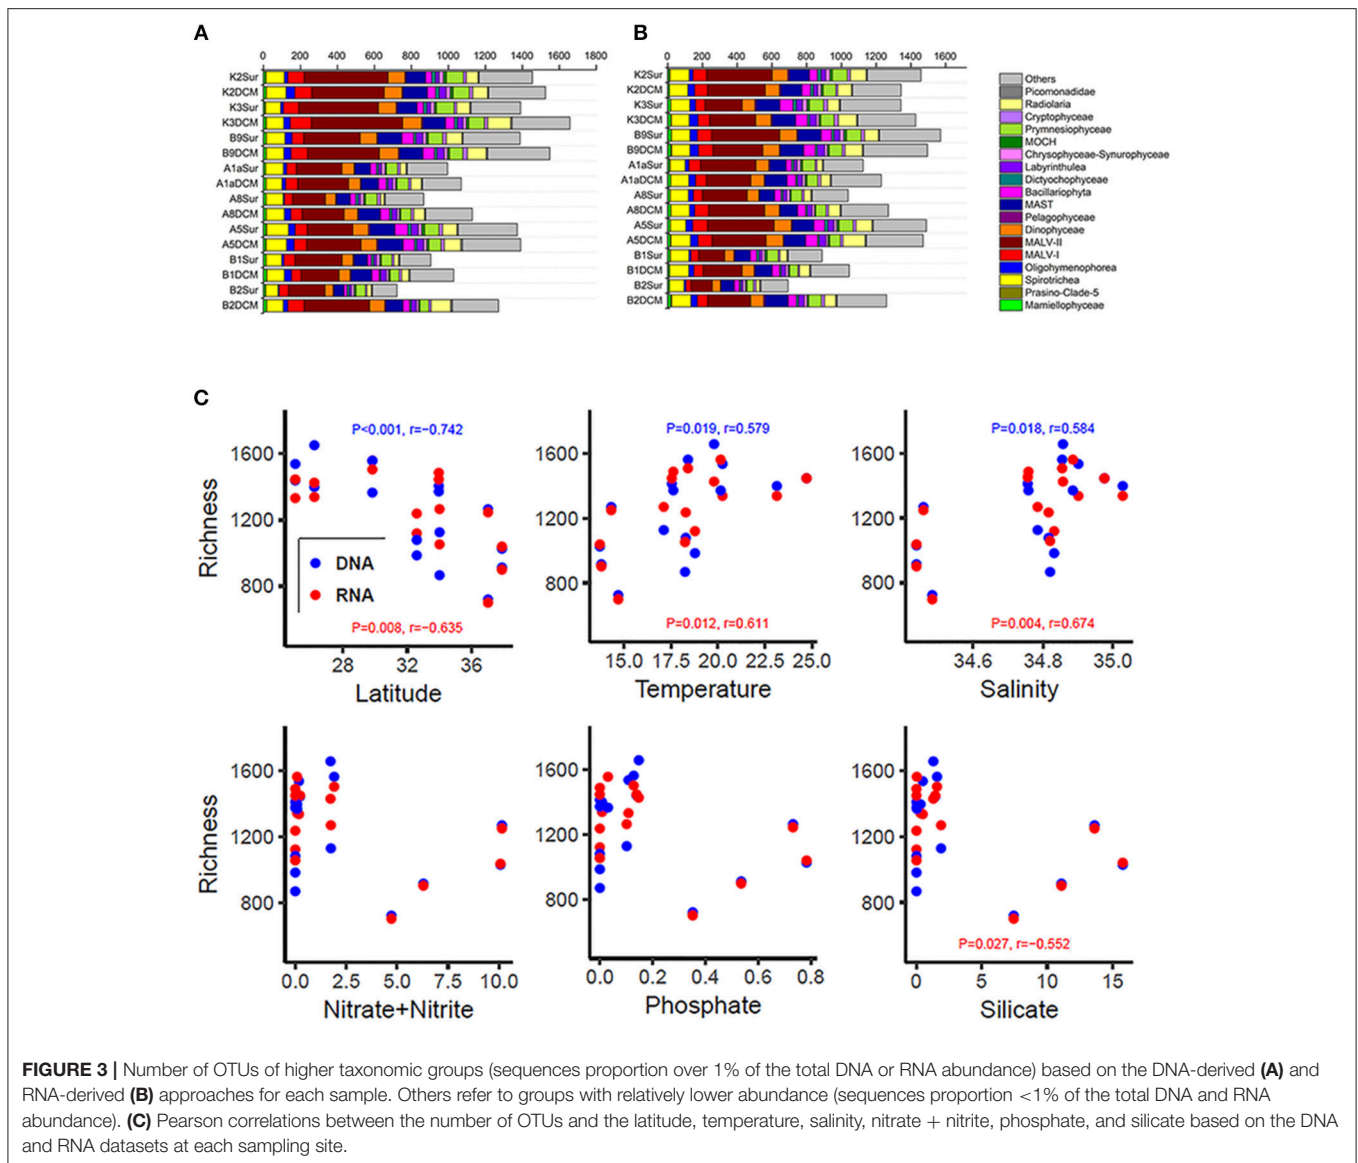 A
B
0 200 400 600 800 1000 1200 1400 1600 1800
0 200 400 600 800 1000 1200 1400 1600
K2Sur
K2DCM
K3Sur
K3DCM
B9Sur
B9DCM
A1aSur
A1aDCM
A8Sur
A8DCM
A5Sur
A5DCM
B1Sur
B1DCM
B2Sur
B2DCM
K2Sur
K2DCM
K3Sur
K3DCM
B9Sur
B9DCM
A1aSur
A1aDCM
A8Sur
A8DCM
A5Sur
A5DCM
B1Sur
B1DCM
B2Sur
B2DCM
Others
Picomonadidae
Radiolaria
Cryptophyceae
Prymnesiophyceae
MOCH
Chrysophyceae-Synurophyceae
Labyrinthulea
Dictyochophyceae
Bacillariophyta
MAST
Pelagophyceae
Dinophyceae
MALV-II
MALV-I
Oligohymenophorea
Spirotrichea
Prasino-Clade-5
Mamiellophyceae
C
Richness
1600
1200
800
P<0.001, r=−0.742
DNA
RNA
P=0.008, r=−0.635
28 32 36
Latitude
1600
1200
800
P=0.019, r=0.579
P=0.012, r=0.611
15.0 17.5 20.0 22.5 25.0
Temperature
1600
1200
800
P=0.018, r=0.584
P=0.004, r=0.674
34.6 34.8 35.0
Salinity
Richness
1600
1200
800
0.0 2.5 5.0 7.5 10.0
Nitrate+Nitrite
1600
1200
800
0.0 0.2 0.4 0.6 0.8
Phosphate
1600
1200
800
P=0.027, r=−0.552
0 5 10 15
Silicate
FIGURE 3 | Number of OTUs of higher taxonomic groups (sequences proportion over 1% of the total DNA or RNA abundance) based on the DNA-derived (A) and
RNA-derived (B) approaches for each sample. Others refer to groups with relatively lower abundance (sequences proportion <1% of the total DNA and RNA
abundance). (C) Pearson correlations between the number of OTUs and the latitude, temperature, salinity, nitrate + nitrite, phosphate, and silicate based on the DNA
and RNA datasets at each sampling site.